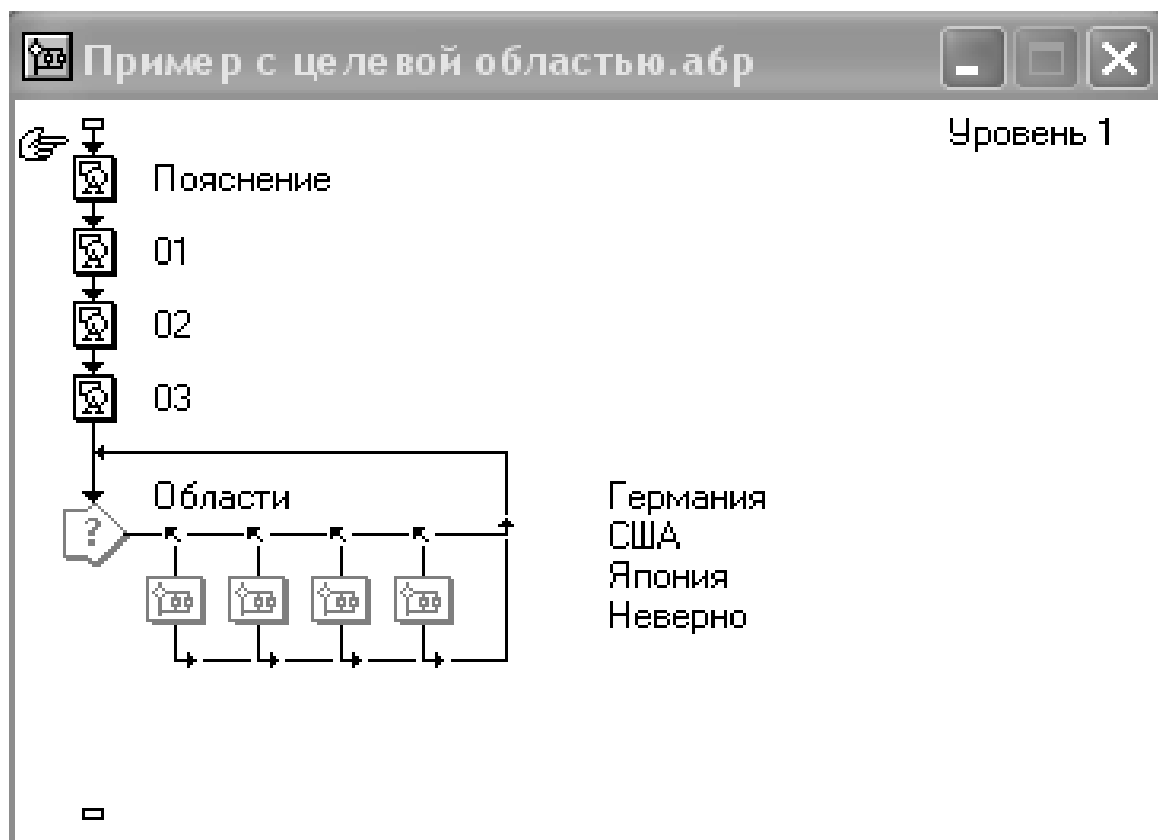 Пример с целевой областью.a6p
Уровень 1
Пояснение
01
02
03
Области
?
Германия
США
Япония
Неверно